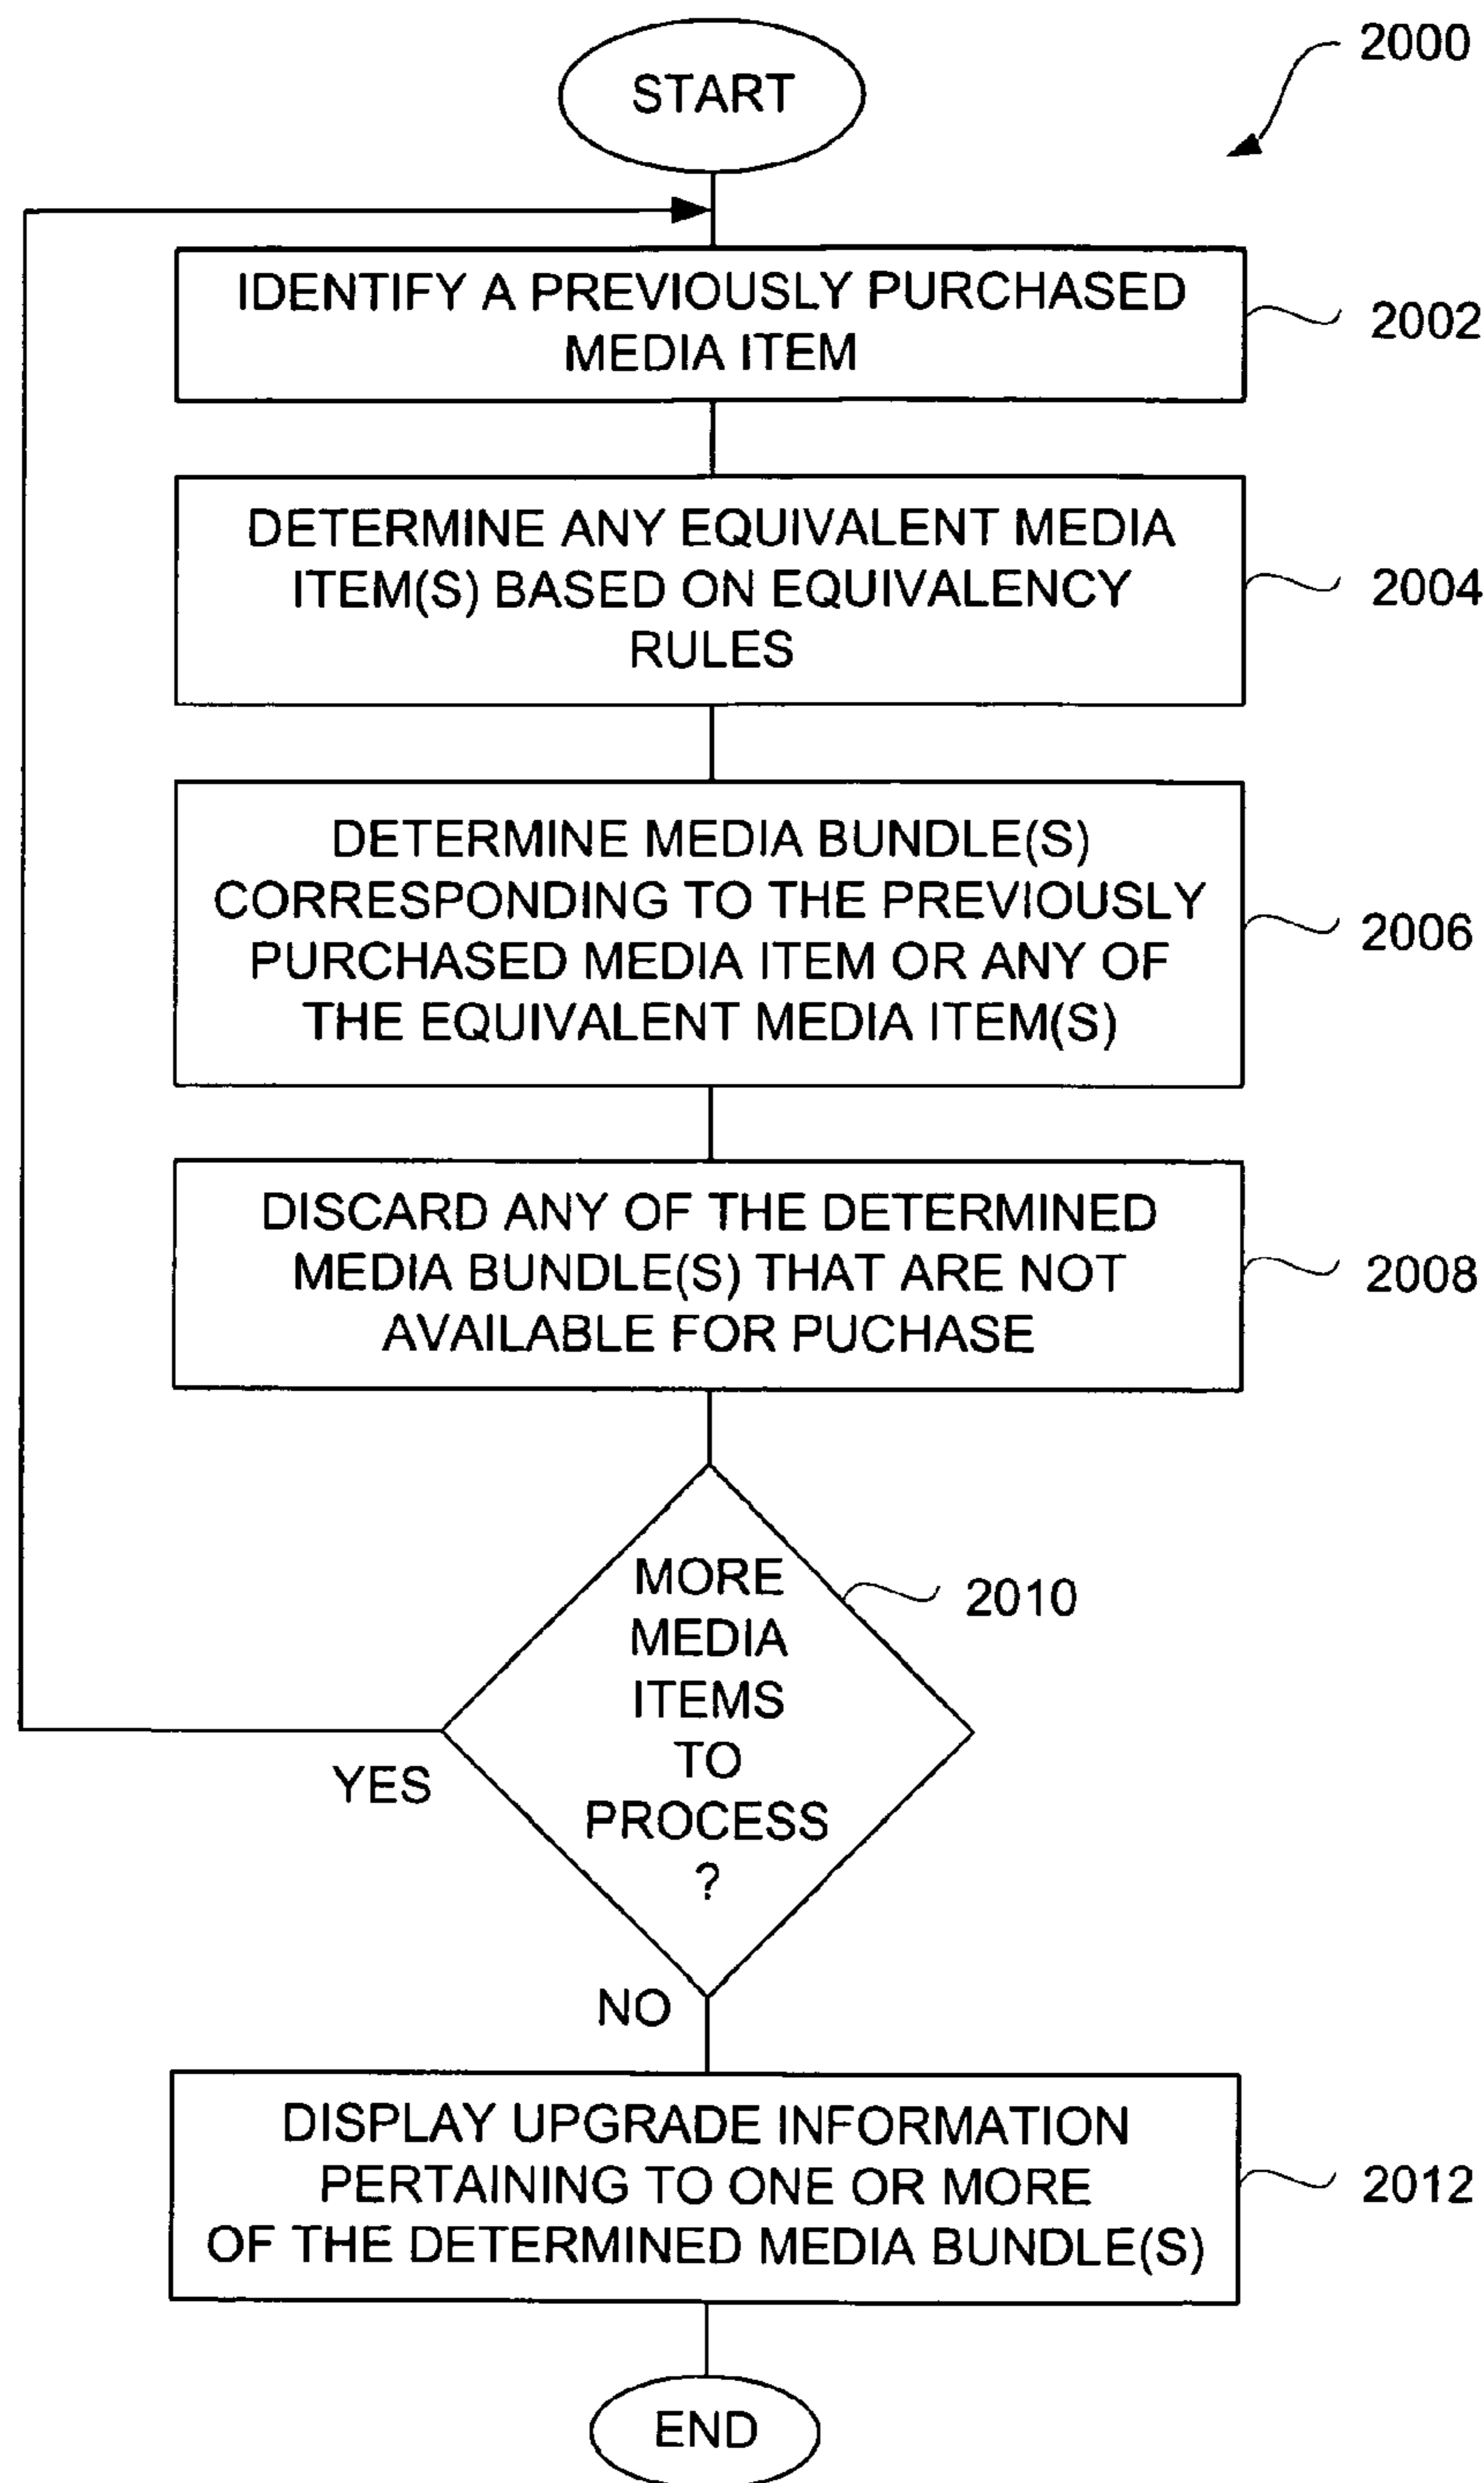 START
2000
IDENTIFY A PREVIOUSLY PURCHASED
MEDIA ITEM
2002
DETERMINE ANY EQUIVALENT MEDIA
ITEM(S) BASED ON EQUIVALENCY
RULES
2004
DETERMINE MEDIA BUNDLE(S)
CORRESPONDING TO THE PREVIOUSLY
PURCHASED MEDIA ITEM OR ANY OF
THE EQUIVALENT MEDIA ITEM(S)
2006
DISCARD ANY OF THE DETERMINED
MEDIA BUNDLE(S) THAT ARE NOT
AVAILABLE FOR PUCHASE
2008
MORE
MEDIA
ITEMS
TO
PROCESS
?
2010
YES
NO
DISPLAY UPGRADE INFORMATION
PERTAINING TO ONE OR MORE
OF THE DETERMINED MEDIA BUNDLE(S)
2012
END